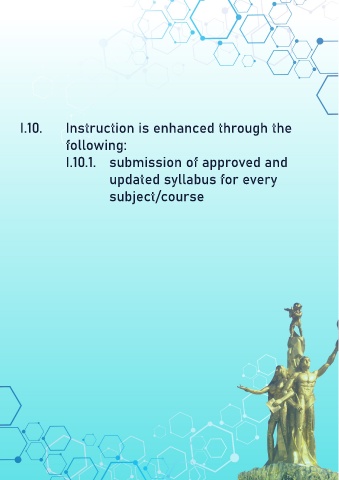 I.10. Instruction is enhanced through the
following:
I.10.1. submission of approved and
updated syllabus for every
subject/course